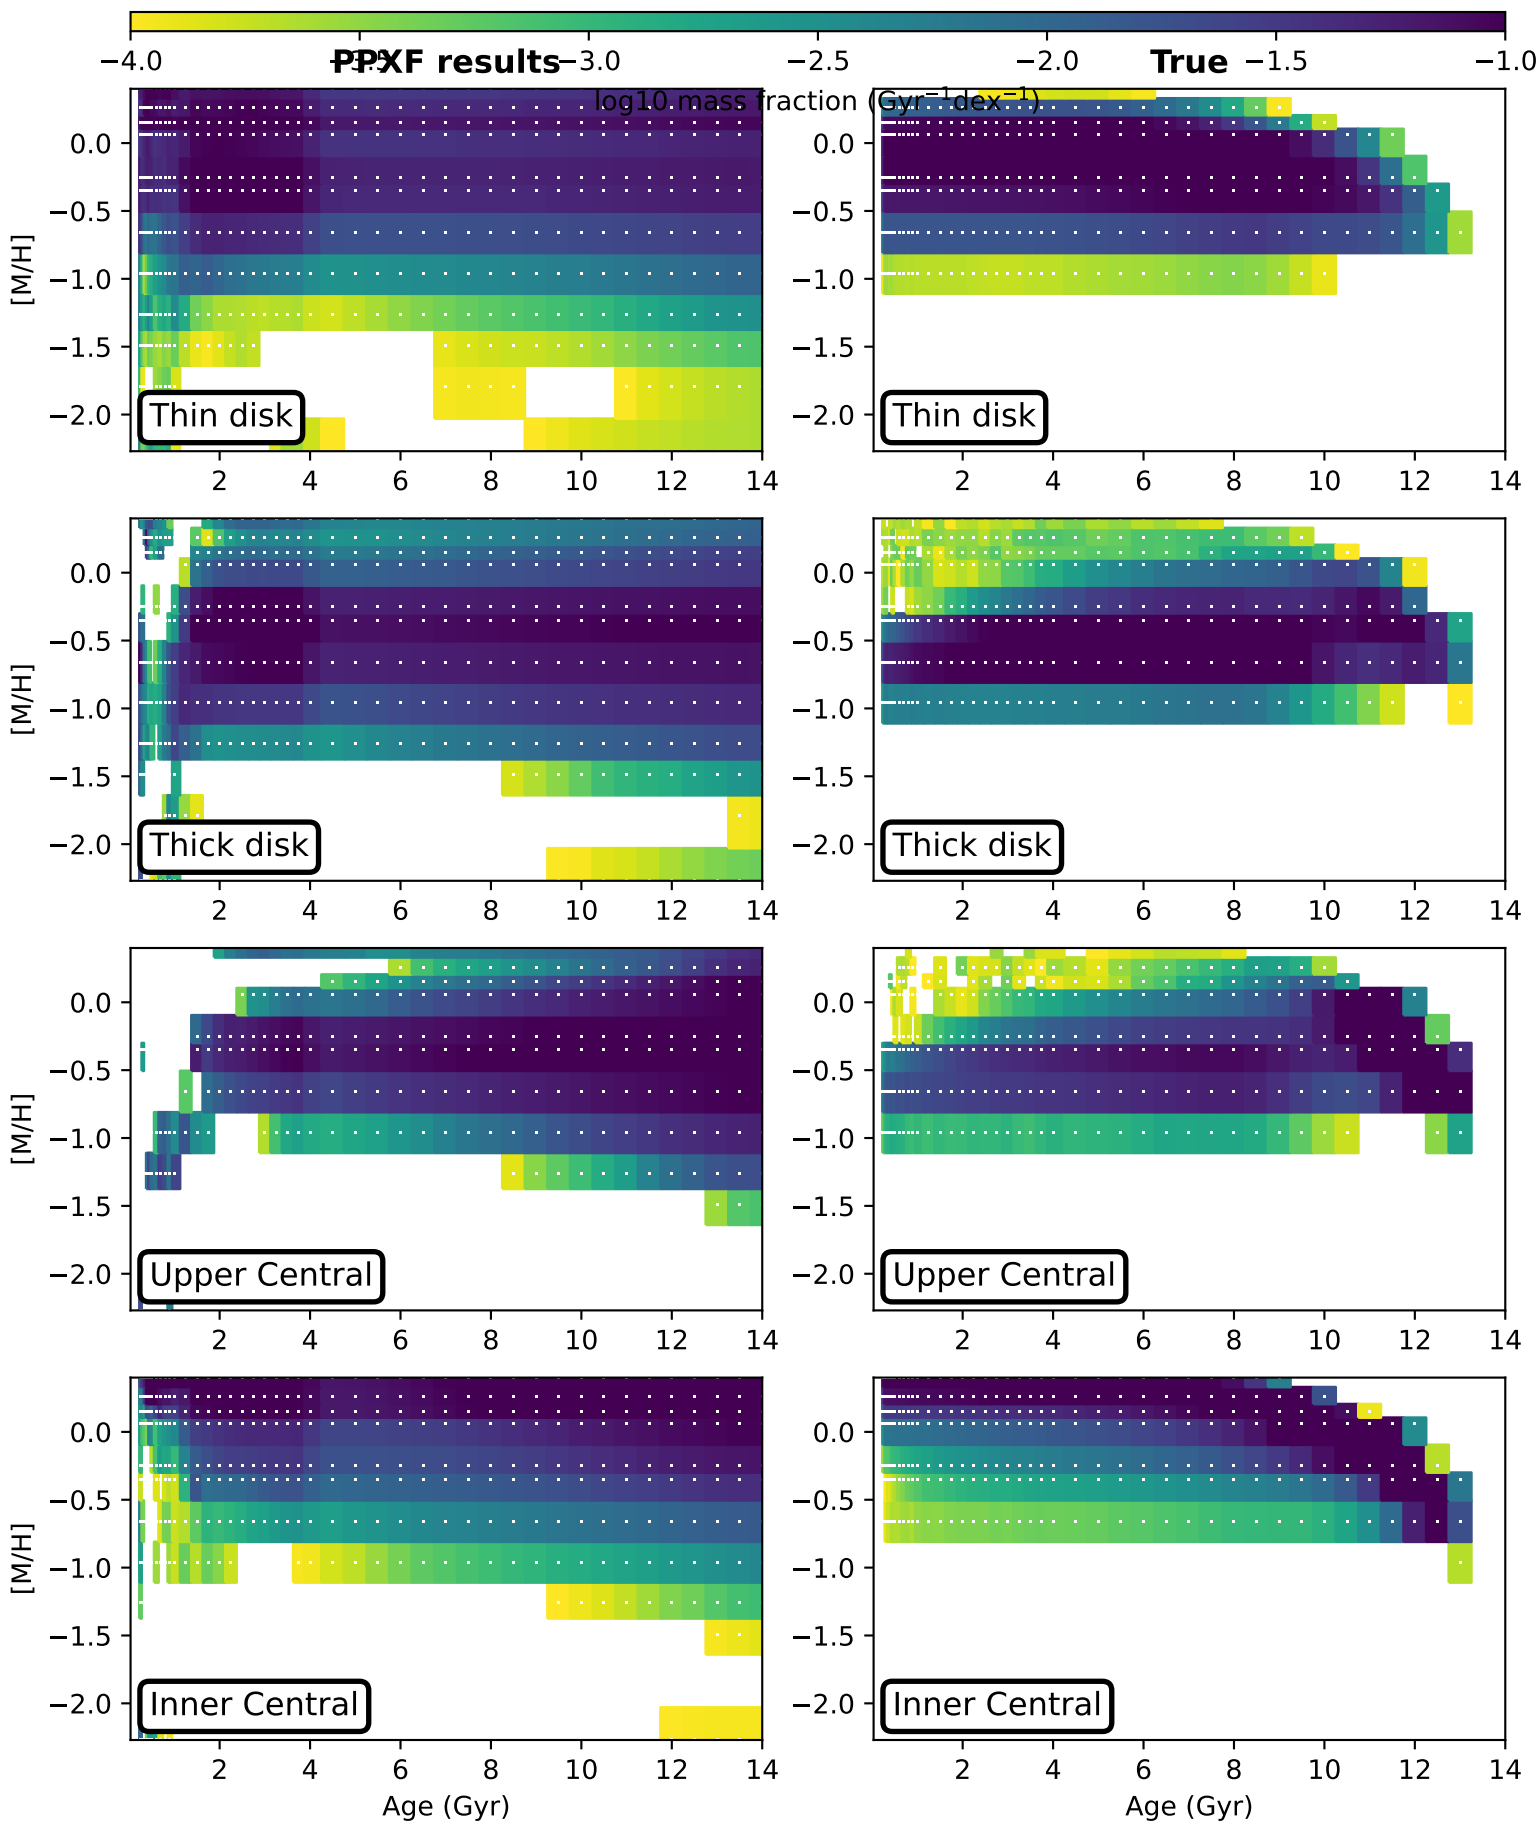 −4.0 −3.5 −3.0 −2.5 −2.0 −1.5 −1.0
PPXF results True
log10 mass fraction (Gyr⁻¹dex⁻¹)
0.0 0.0
−0.5 −0.5
[M/H]
−1.0 −1.0
−1.5 −1.5
−2.0 −2.0
Thin disk Thin disk
2 4 6 8 10 12 14 2 4 6 8 10 12 14
0.0 0.0
−0.5 −0.5
[M/H]
−1.0 −1.0
−1.5 −1.5
−2.0 −2.0
Thick disk Thick disk
2 4 6 8 10 12 14 2 4 6 8 10 12 14
0.0 0.0
−0.5 −0.5
[M/H]
−1.0 −1.0
−1.5 −1.5
−2.0 −2.0
Upper Central Upper Central
2 4 6 8 10 12 14 2 4 6 8 10 12 14
0.0 0.0
−0.5 −0.5
[M/H]
−1.0 −1.0
−1.5 −1.5
−2.0 −2.0
Inner Central Inner Central
2 4 6 8 10 12 14 2 4 6 8 10 12 14
Age (Gyr) Age (Gyr)